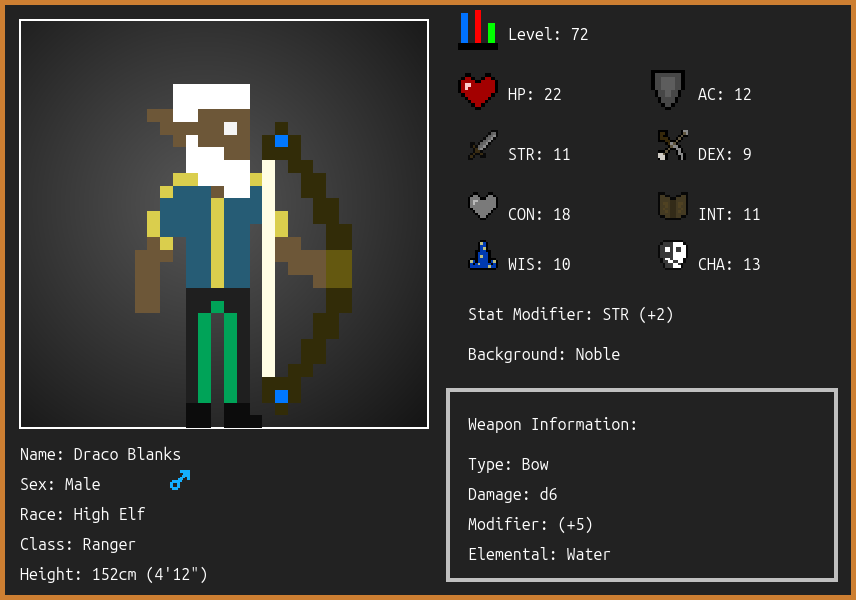 Level: 72
HP: 22
AC: 12
STR: 11
DEX: 9
CON: 18
INT: 11
WIS: 10
CHA: 13
Stat Modifier: STR (+2)
Background: Noble
Weapon Information:
Type: Bow
Damage: d6
Modifier: (+5)
Elemental: Water
Name: Draco Blanks
Sex: Male
Race: High Elf
Class: Ranger
Height: 152cm (4'12")